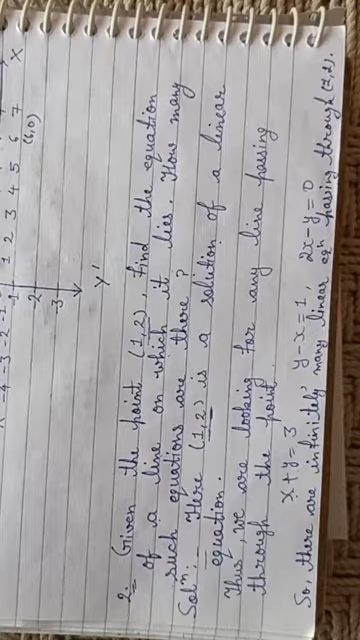 -4 -3 -2 -1 1 2 3 4 5 6 7 X
-1
(6,0)
-2
-3
Y'
2. Given the point (1,2), find the equation
of a line on which it lies. How many
such equations are there?
Solⁿ:- Here (1,2) is a solution of a linear
equation.
Thus, we are looking for any line passing
through the point
x+y=3 y-x=1, 2x-y=0
So, there are infinitely many linear eqn passing through (1,2).